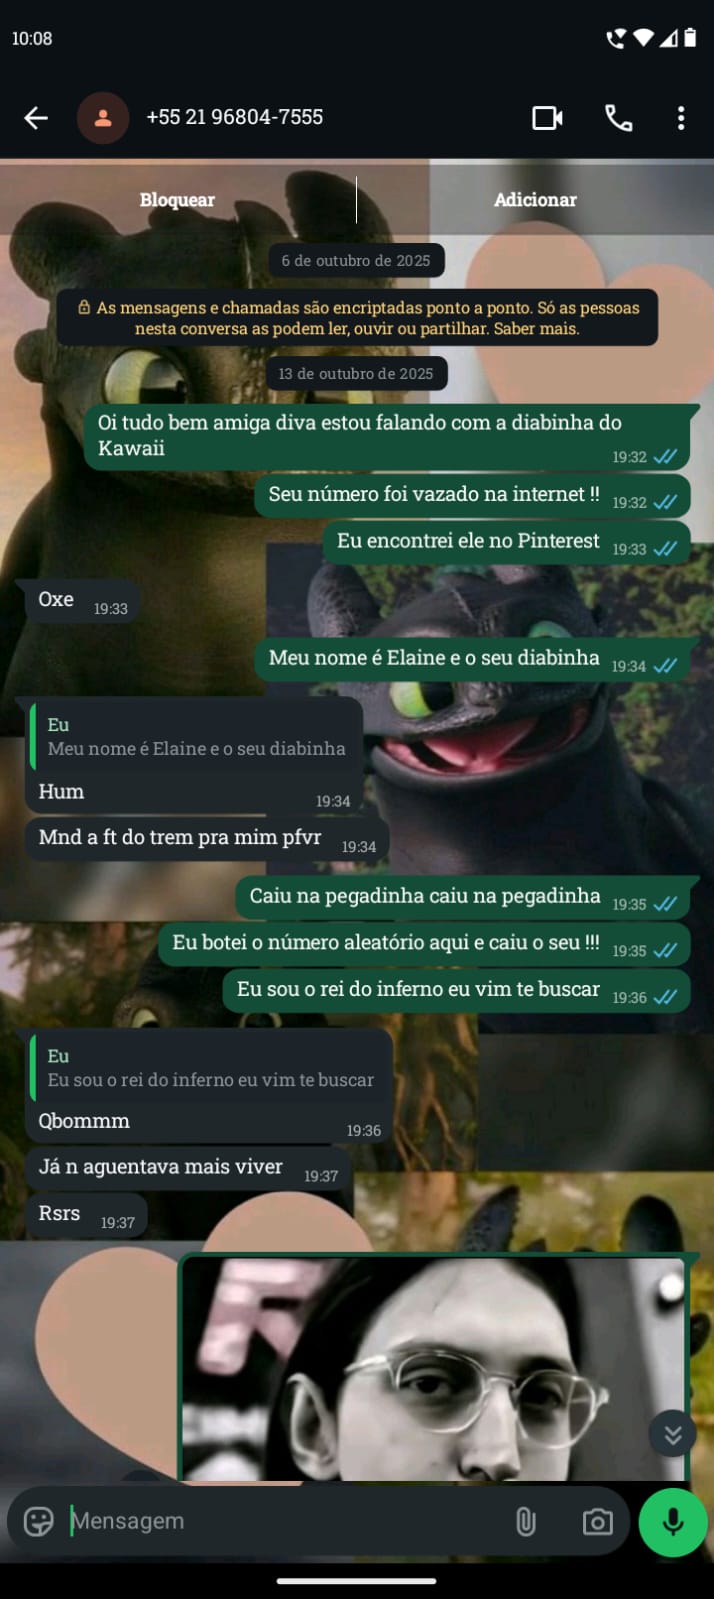 10:08
+55 21 96804-7555
Bloquear
Adicionar
6 de outubro de 2025
As mensagens e chamadas são encriptadas ponto a ponto. Só as pessoas
nesta conversa as podem ler, ouvir ou partilhar. Saber mais.
13 de outubro de 2025
Oi tudo bem amiga diva estou falando com a diabinha do
Kawaii
19:32
Seu número foi vazado na internet !! 19:32
Eu encontrei ele no Pinterest 19:33
Oxe 19:33
Meu nome é Elaine e o seu diabinha 19:34
Eu
Meu nome é Elaine e o seu diabinha
Hum 19:34
Mnd a ft do trem pra mim pfvr 19:34
Caiu na pegadinha caiu na pegadinha 19:35
Eu botei o número aleatório aqui e caiu o seu !!! 19:35
Eu sou o rei do inferno eu vim te buscar 19:36
Eu
Eu sou o rei do inferno eu vim te buscar
Qbommm 19:36
Já n aguentava mais viver 19:37
Rsrs 19:37
R
Mensagem